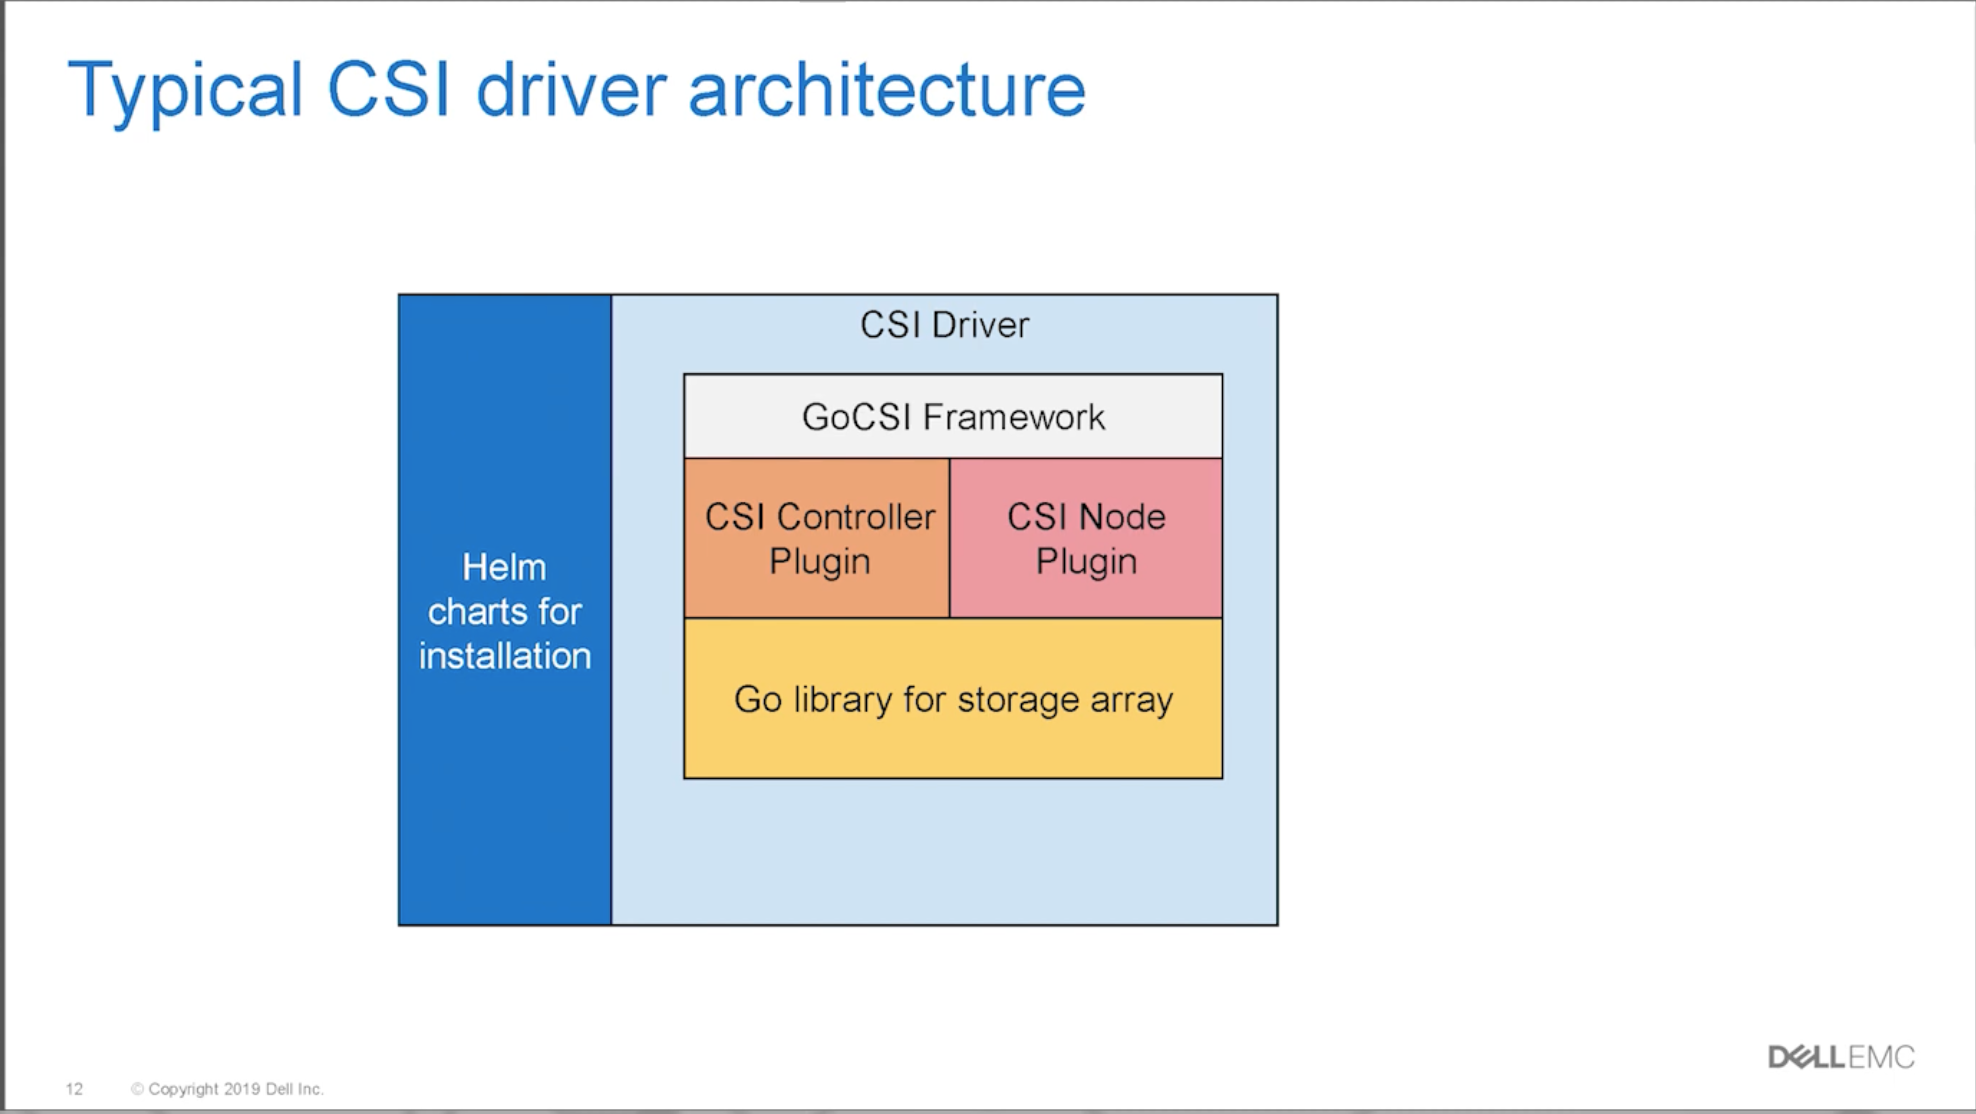 Typical CSI driver architecture
CSI Driver
GoCSI Framework
CSI Controller
Plugin
CSI Node
Plugin
Helm
charts for
installation
Go library for storage array
DELLEMC
12
© Copyright 2019 Dell Inc.